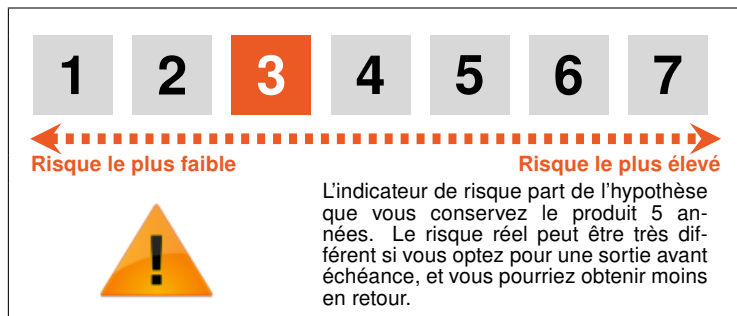 1 2 3 4 5 6 7
Risque le plus faible Risque le plus élevé
L'indicateur de risque part de l'hypothèse
que vous conservez le produit 5 an-
nées. Le risque réel peut être très dif-
férent si vous optez pour une sortie avant
échéance, et vous pourriez obtenir moins
en retour.